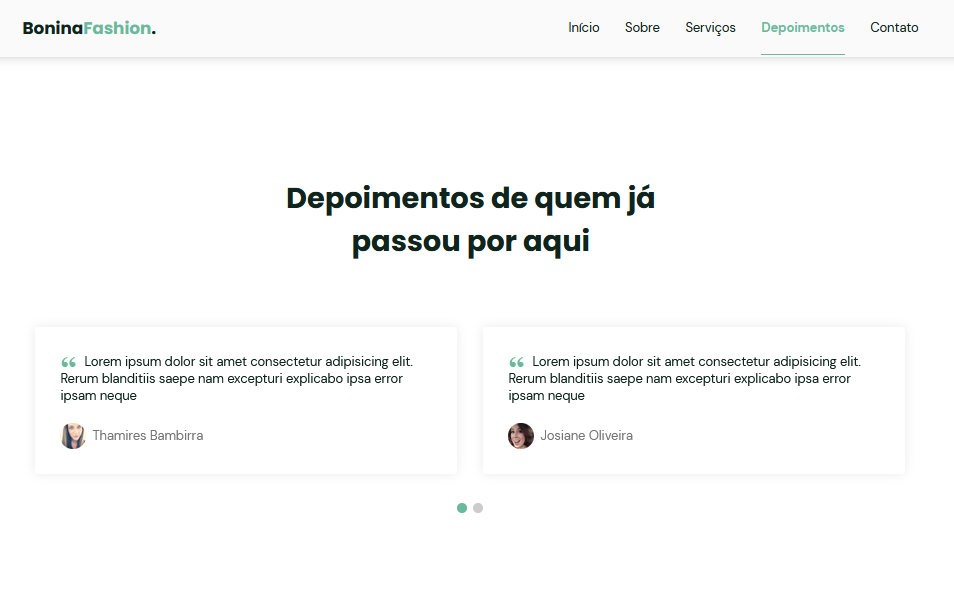 BoninaFashion.
Início Sobre Serviços Depoimentos Contato
Depoimentos de quem já
passou por aqui
“ Lorem ipsum dolor sit amet consectetur adipisicing elit.
Rerum blanditiis saepe nam excepturi explicabo ipsa error
ipsam neque
Thamires Bambirra
“ Lorem ipsum dolor sit amet consectetur adipisicing elit.
Rerum blanditiis saepe nam excepturi explicabo ipsa error
ipsam neque
Josiane Oliveira